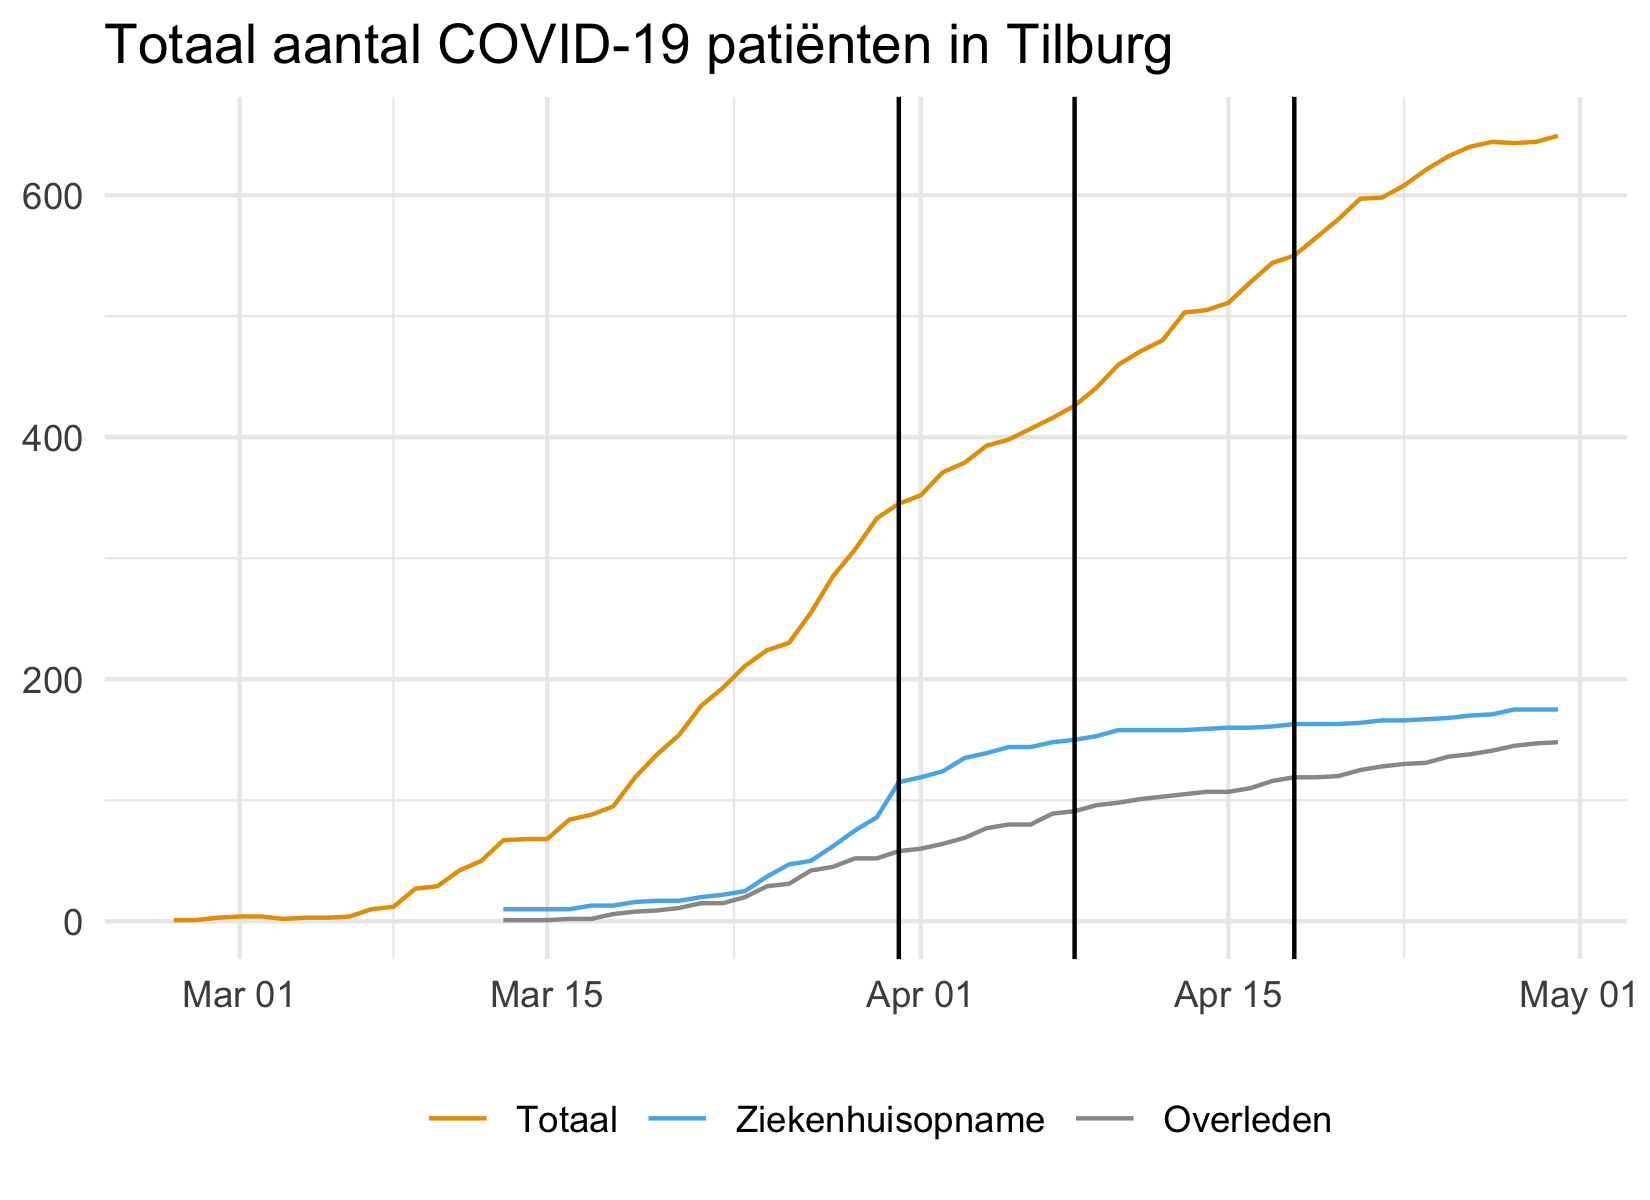 Totaal aantal COVID-19 patiënten in Tilburg
600
400
200
0
Mar 01 Mar 15 Apr 01 Apr 15 May 01
Totaal Ziekenhuisopname Overleden